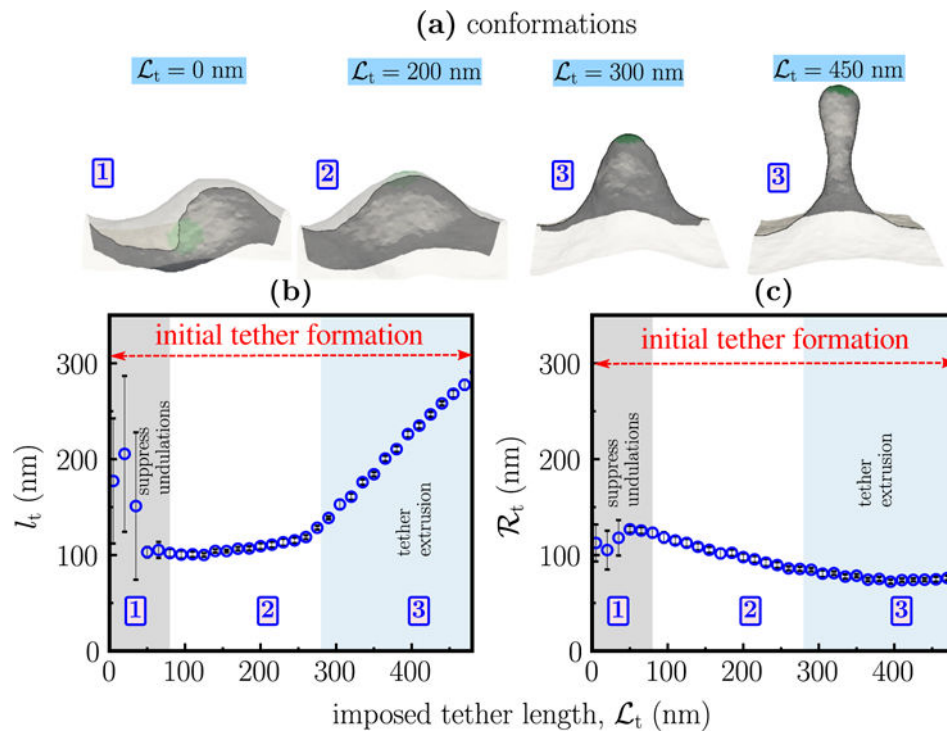 (a) conformations
𝓛t = 0 nm
𝓛t = 200 nm
𝓛t = 300 nm
𝓛t = 450 nm
1
2
3
3
(b)
(c)
initial tether formation
initial tether formation
300
200
100
0
lt (nm)
suppress
undulations
tether
extrusion
1
2
3
0
100
200
300
400
300
200
100
0
𝓡t (nm)
suppress
undulations
tether
extrusion
1
2
3
0
100
200
300
400
imposed tether length, 𝓛t (nm)